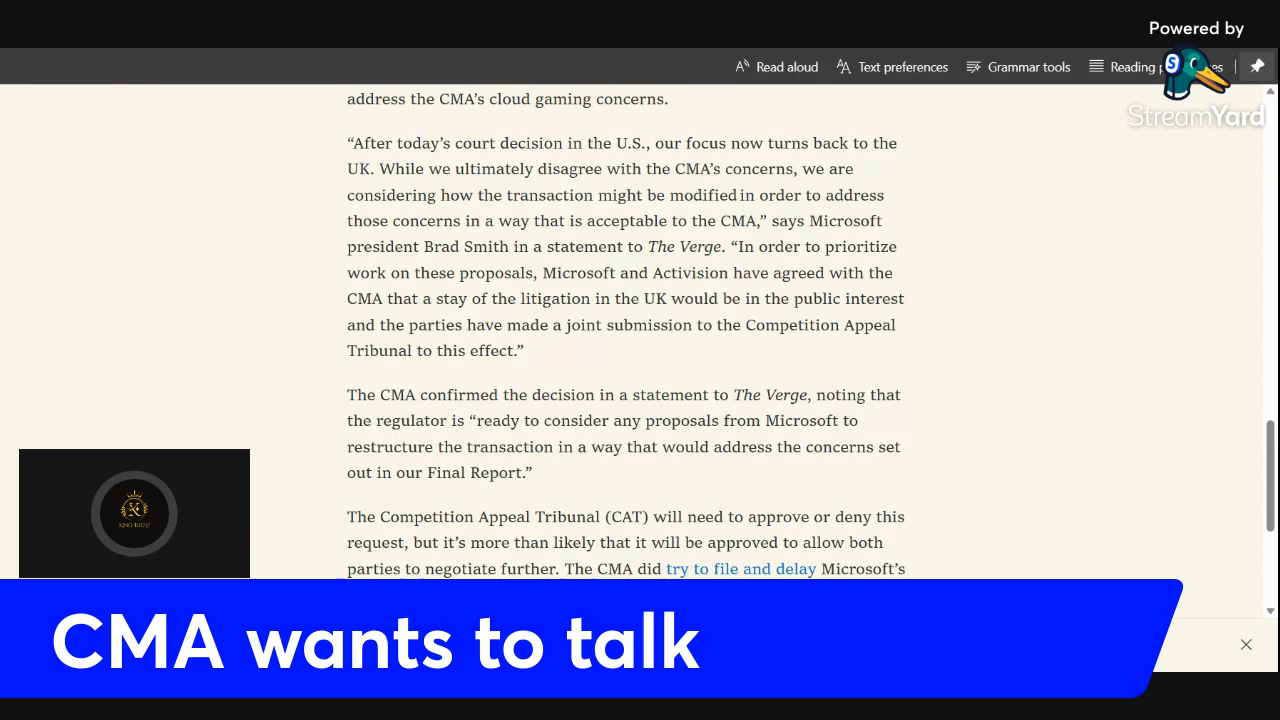 Powered by
Read aloud
Text preferences
Grammar tools
Reading
StreamYard
address the CMA’s cloud gaming concerns.
“After today’s court decision in the U.S., our focus now turns back to the
UK. While we ultimately disagree with the CMA’s concerns, we are
considering how the transaction might be modified in order to address
those concerns in a way that is acceptable to the CMA,” says Microsoft
president Brad Smith in a statement to The Verge. “In order to prioritize
work on these proposals, Microsoft and Activision have agreed with the
CMA that a stay of the litigation in the UK would be in the public interest
and the parties have made a joint submission to the Competition Appeal
Tribunal to this effect.”
The CMA confirmed the decision in a statement to The Verge, noting that
the regulator is “ready to consider any proposals from Microsoft to
restructure the transaction in a way that would address the concerns set
out in our Final Report.”
The Competition Appeal Tribunal (CAT) will need to approve or deny this
request, but it’s more than likely that it will be approved to allow both
parties to negotiate further. The CMA did try to file and delay Microsoft’s
CMA wants to talk